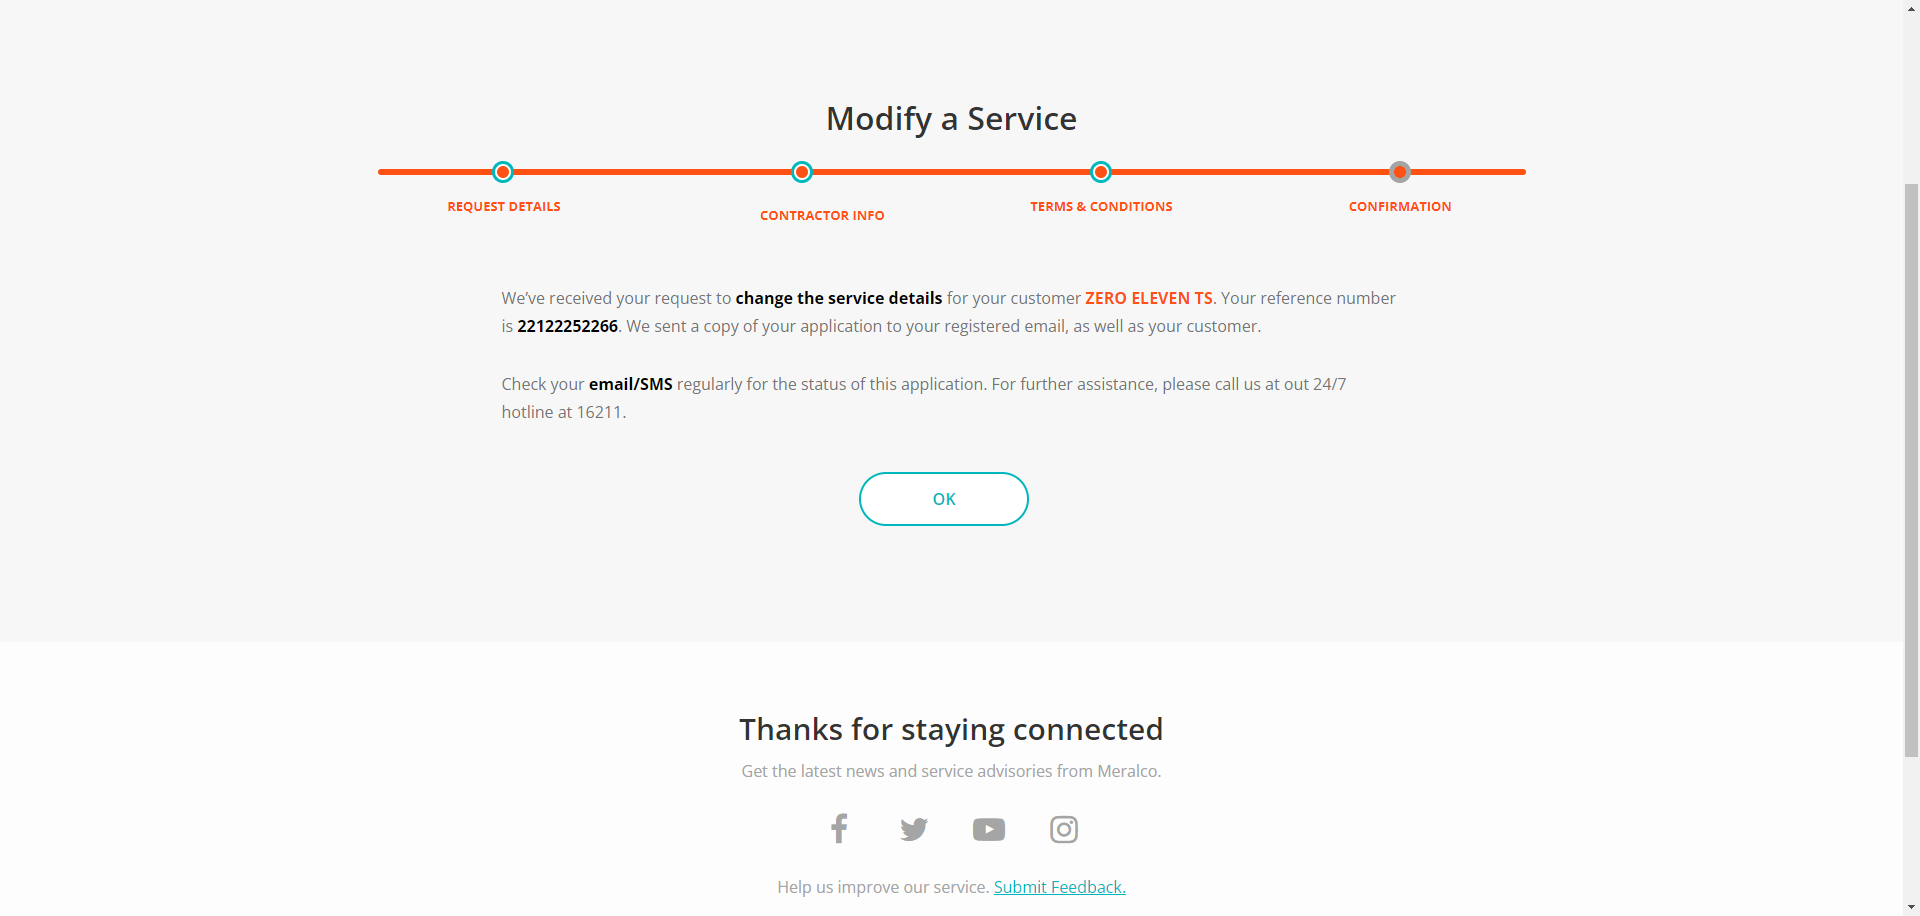 Modify a Service
REQUEST DETAILS
CONTRACTOR INFO
TERMS & CONDITIONS
CONFIRMATION
We’ve received your request to change the service details for your customer ZERO ELEVEN TS. Your reference number
is 22122252266. We sent a copy of your application to your registered email, as well as your customer.
Check your email/SMS regularly for the status of this application. For further assistance, please call us at out 24/7
hotline at 16211.
OK
Thanks for staying connected
Get the latest news and service advisories from Meralco.
Help us improve our service. Submit Feedback.